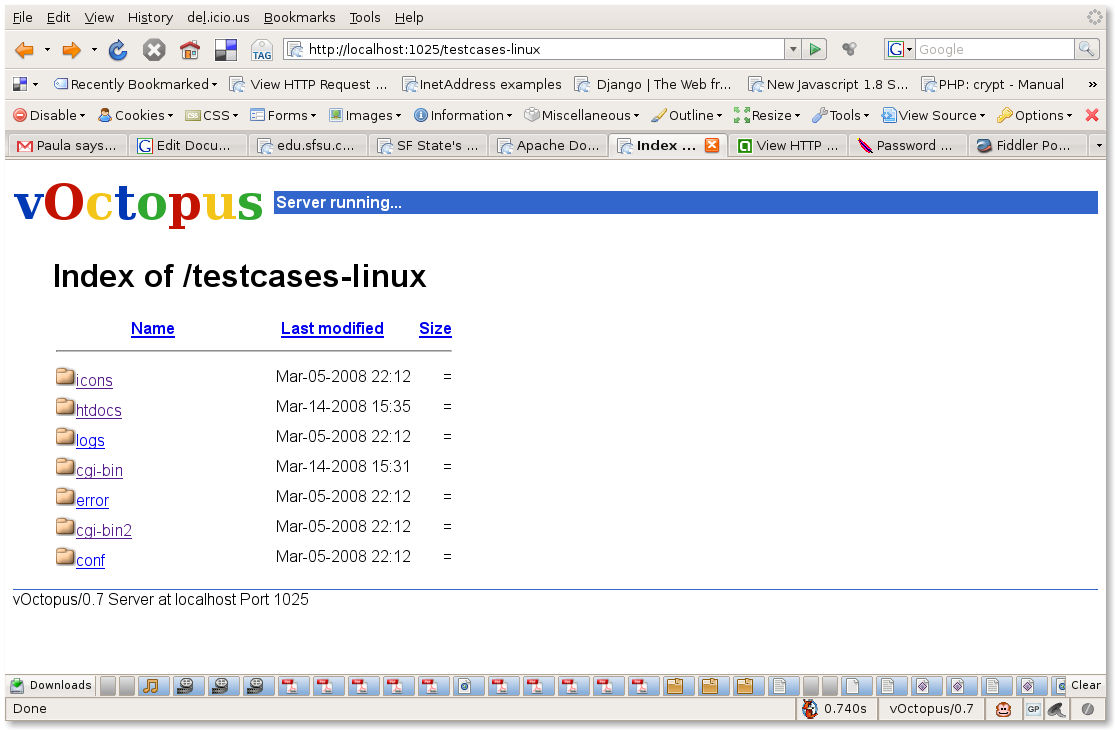 File Edit View History del.icio.us Bookmarks Tools Help
TAG http://localhost:1025/testcases-linux G Google
Recently Bookmarked View HTTP Request ... InetAddress examples Django | The Web fr... New Javascript 1.8 S... PHP: crypt - Manual »
Disable Cookies CSS Forms Images Information Miscellaneous Outline Resize Tools View Source Options
Paula says... Edit Docu... edu.sfsu.c... SF State's ... Apache Do... Index ... View HTTP ... Password ... Fiddler Po...
vOctopus Server running...
Index of /testcases-linux
Name Last modified Size
icons Mar-05-2008 22:12 =
htdocs Mar-14-2008 15:35 =
logs Mar-05-2008 22:12 =
cgi-bin Mar-14-2008 15:31 =
error Mar-05-2008 22:12 =
cgi-bin2 Mar-05-2008 22:12 =
conf Mar-05-2008 22:12 =
vOctopus/0.7 Server at localhost Port 1025
Downloads Clear
Done 0.740s vOctopus/0.7 GP